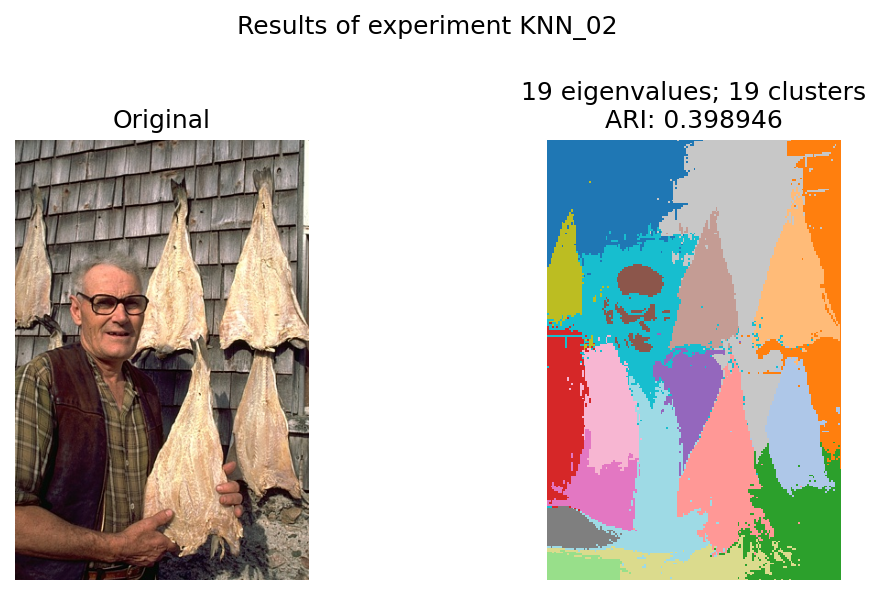 Results of experiment KNN_02
Original
19 eigenvalues; 19 clusters
ARI: 0.398946